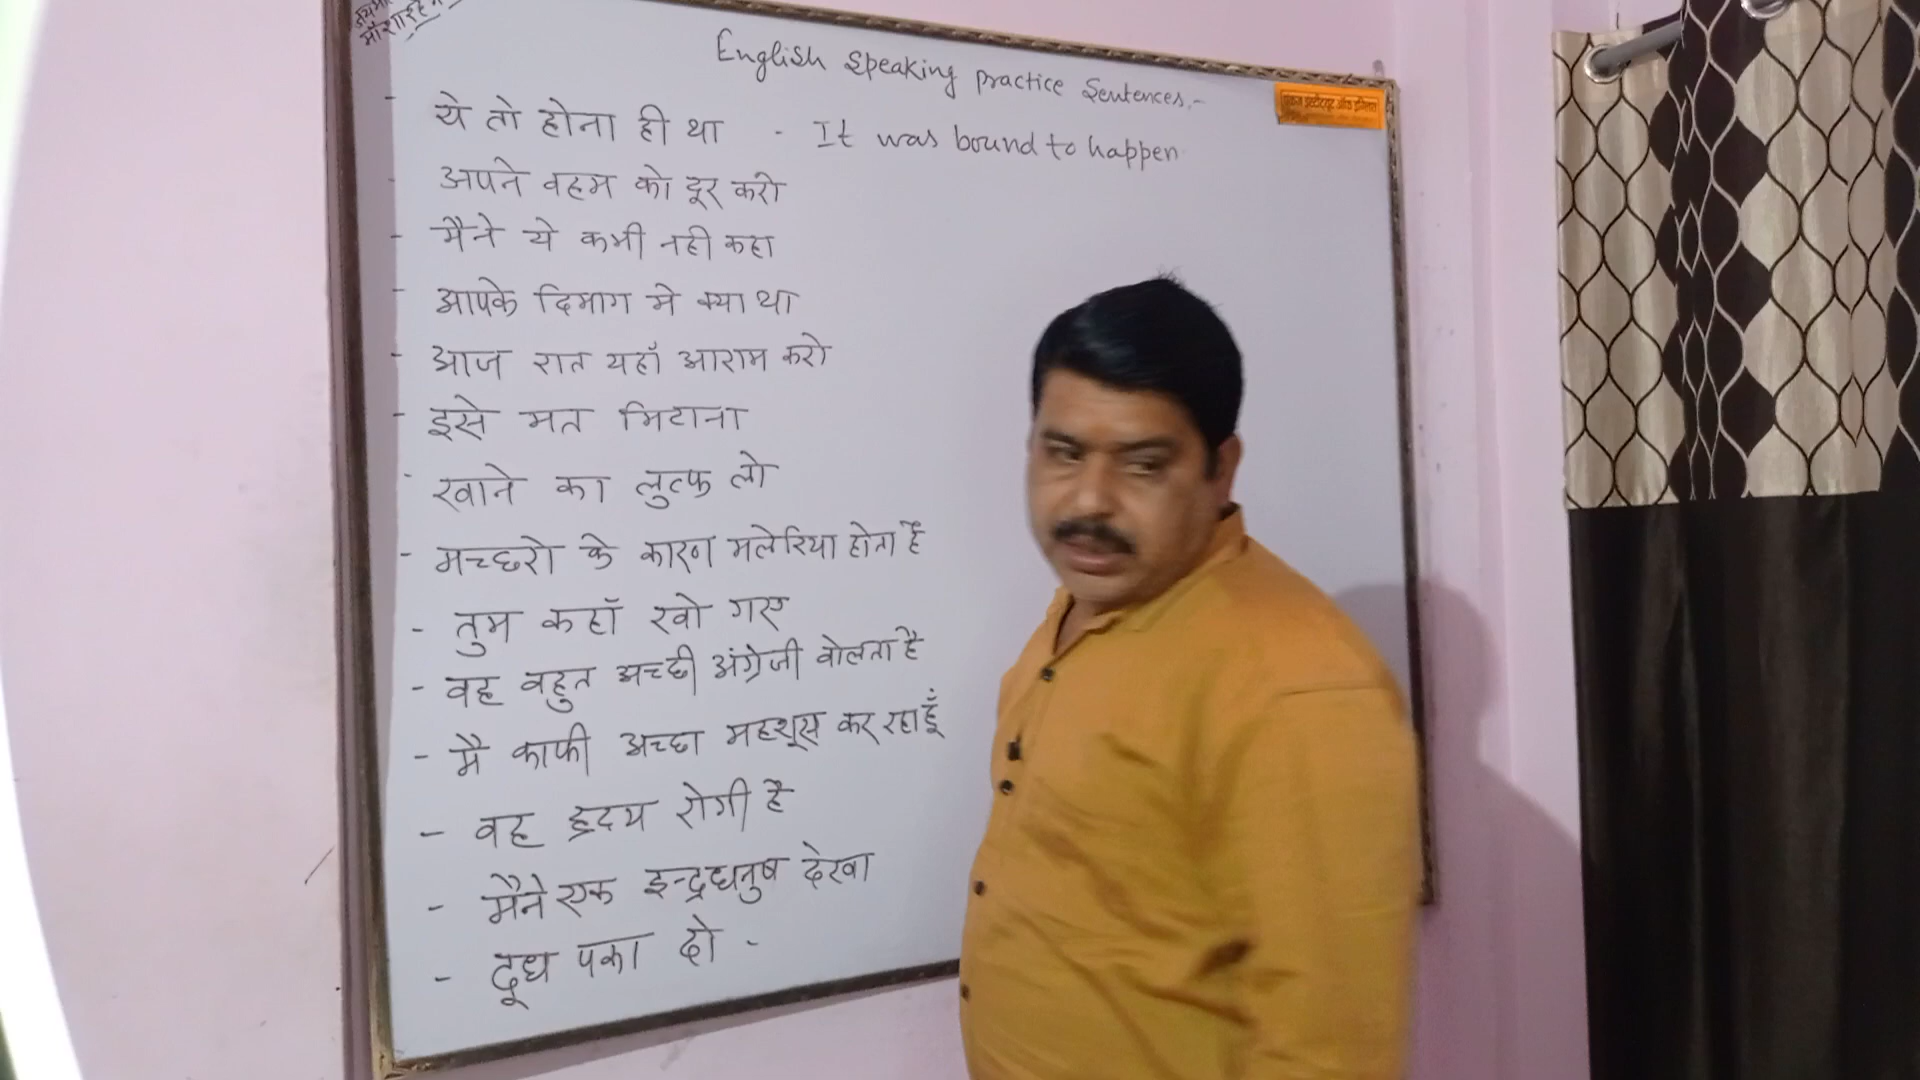 English Speaking practice Sentences,-
- ये तो होना ही था - It was bound to happen
- अपने वहम को दूर करो
- मैने ये कभी नही कहा
- आपके दिमाग मे क्या था
- आज रात यहाँ आराम करो
- इसे मत मिटाना
- खाने का लुत्फ लो
- मच्छरो के कारण मलेरिया होता है
- तुम कहाँ खो गए
- वह बहुत अच्छी अंग्रेजी बोलता है
- मै काफी अच्छा महशूस कर रहा हूँ
- वह ह्रदय रोगी है
- मैने एक इन्द्रधनुष देखा
- दूध पका दो -